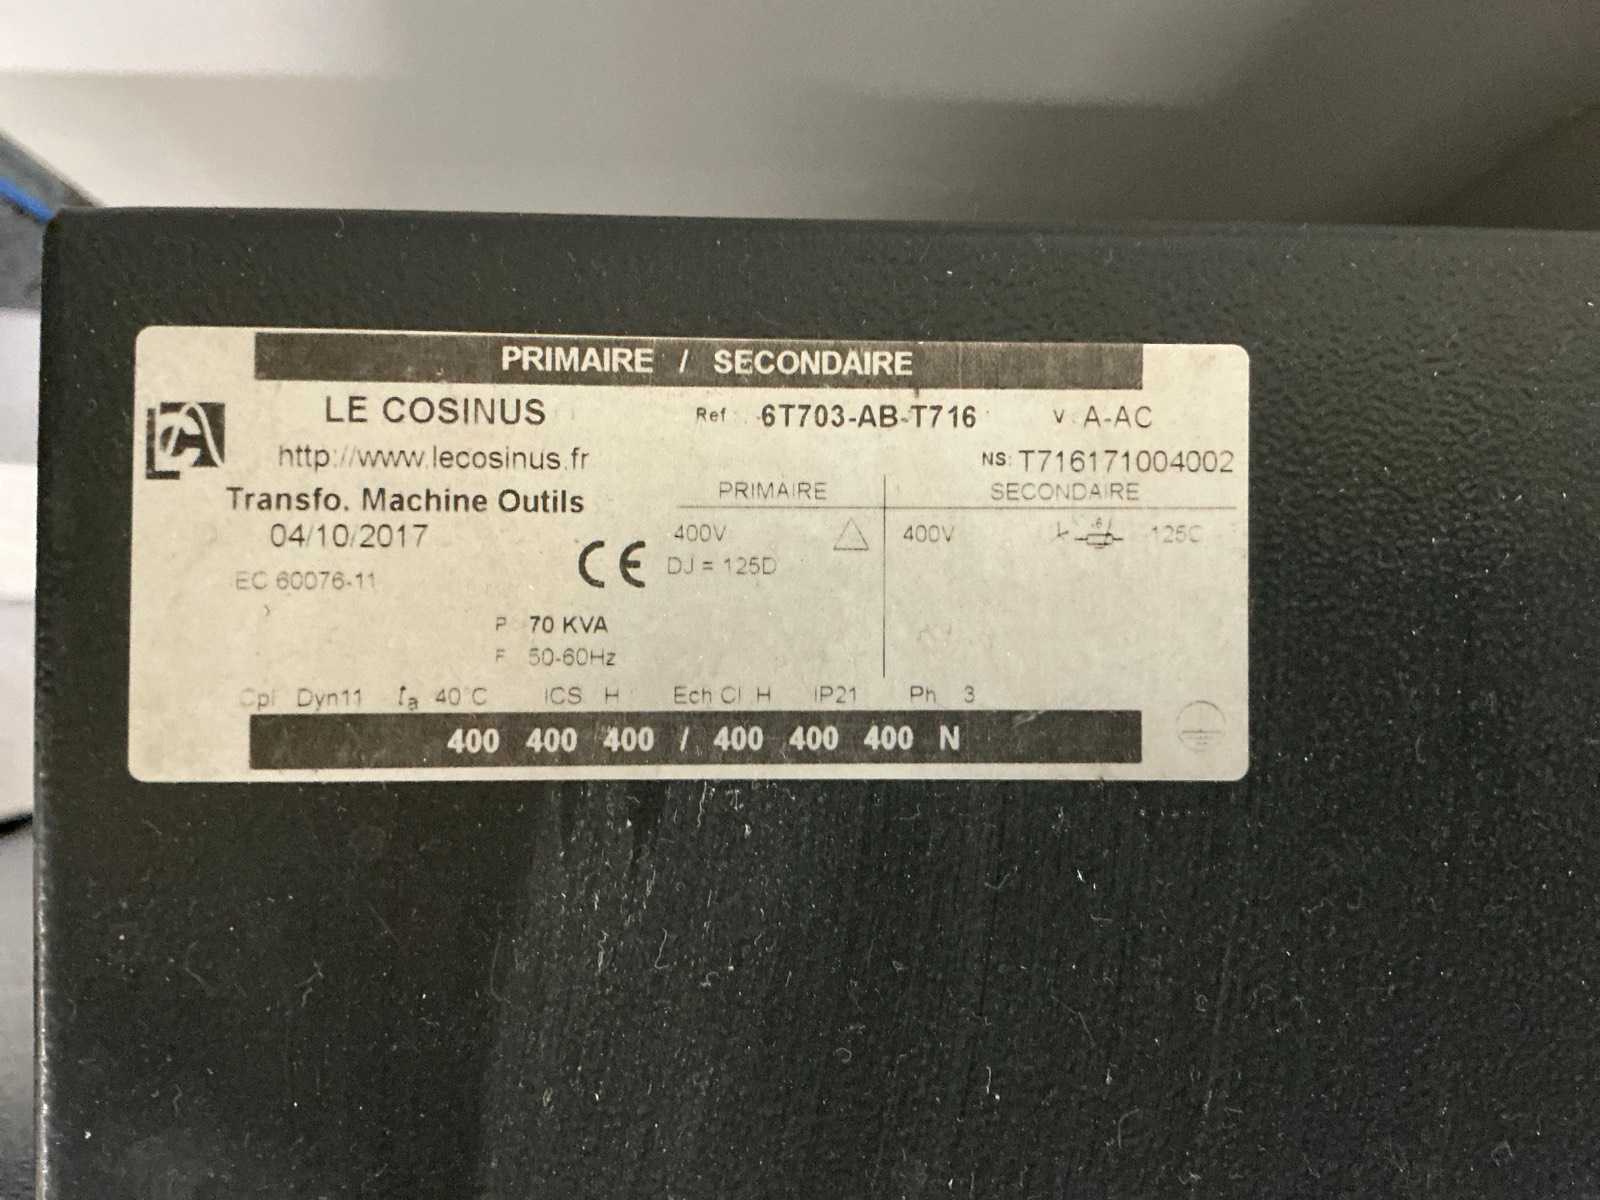 PRIMAIRE / SECONDAIRE
LE COSINUS
Ref : 6T703-AB-T716 v: A-AC
http://www.lecosinus.fr
NS: T716171004002
Transfo. Machine Outils
PRIMAIRE SECONDAIRE
04/10/2017
400V 400V 125C
CE
DJ = 125D
EC 60076-11
P 70 KVA
F 50-60Hz
Cpl Dyn11 ta 40°C ICS H Ech Cl H IP21 Ph 3
400 400 400 / 400 400 400 N